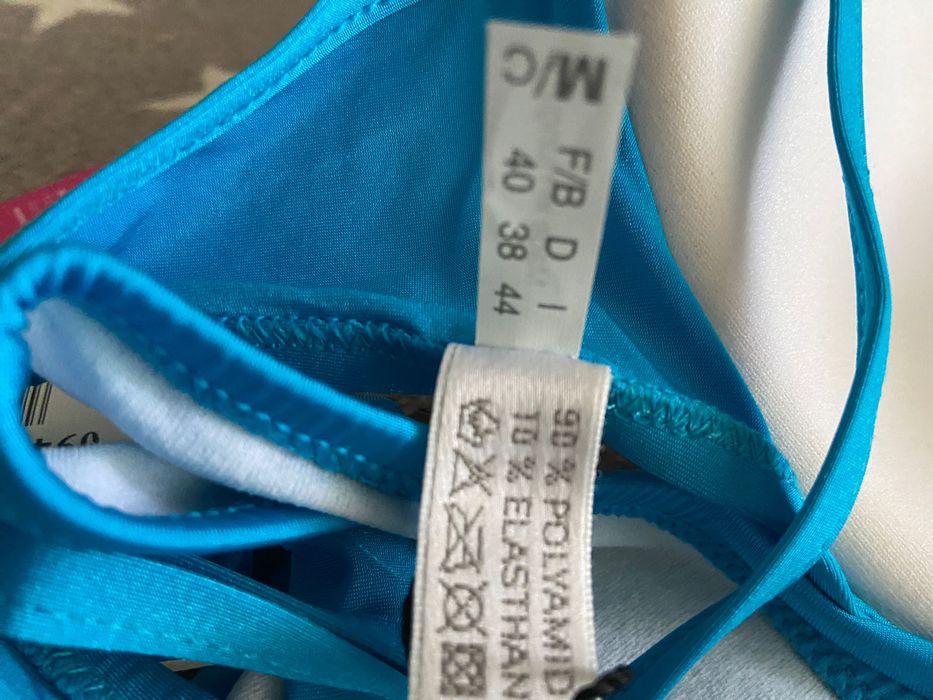 M/C
F/B D I
40 38 44
90 % POLYAMID
10 % ELASTHAN